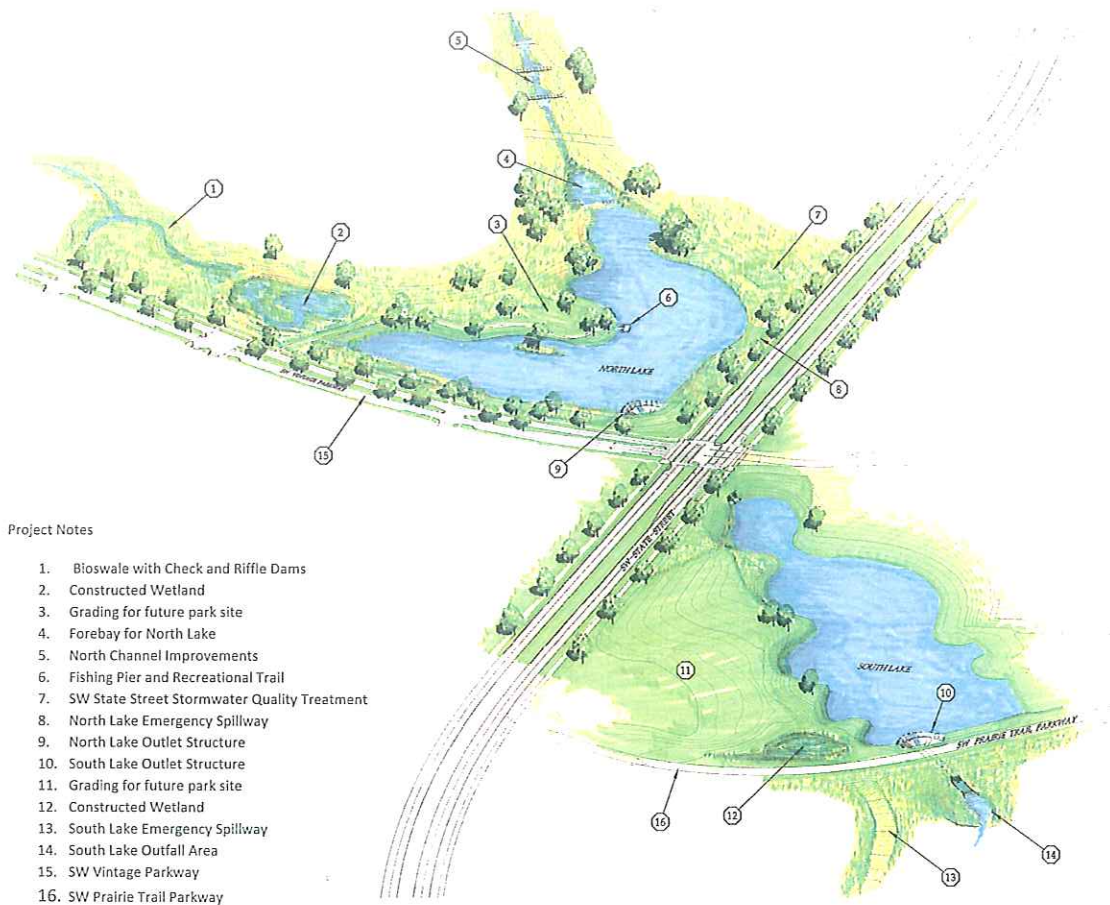 5
4
1
3
7
2
6
NORTH LAKE
8
SW VINTAGE PARKWAY
9
15
SW STATE STREET
Project Notes
1. Bioswale with Check and Riffle Dams
2. Constructed Wetland
3. Grading for future park site
4. Forebay for North Lake
5. North Channel Improvements
6. Fishing Pier and Recreational Trail
7. SW State Street Stormwater Quality Treatment
8. North Lake Emergency Spillway
9. North Lake Outlet Structure
10. South Lake Outlet Structure
11. Grading for future park site
12. Constructed Wetland
13. South Lake Emergency Spillway
14. South Lake Outfall Area
15. SW Vintage Parkway
16. SW Prairie Trail Parkway
11
SOUTH LAKE
10
SW PRAIRIE TRAIL PARKWAY
16
12
14
13